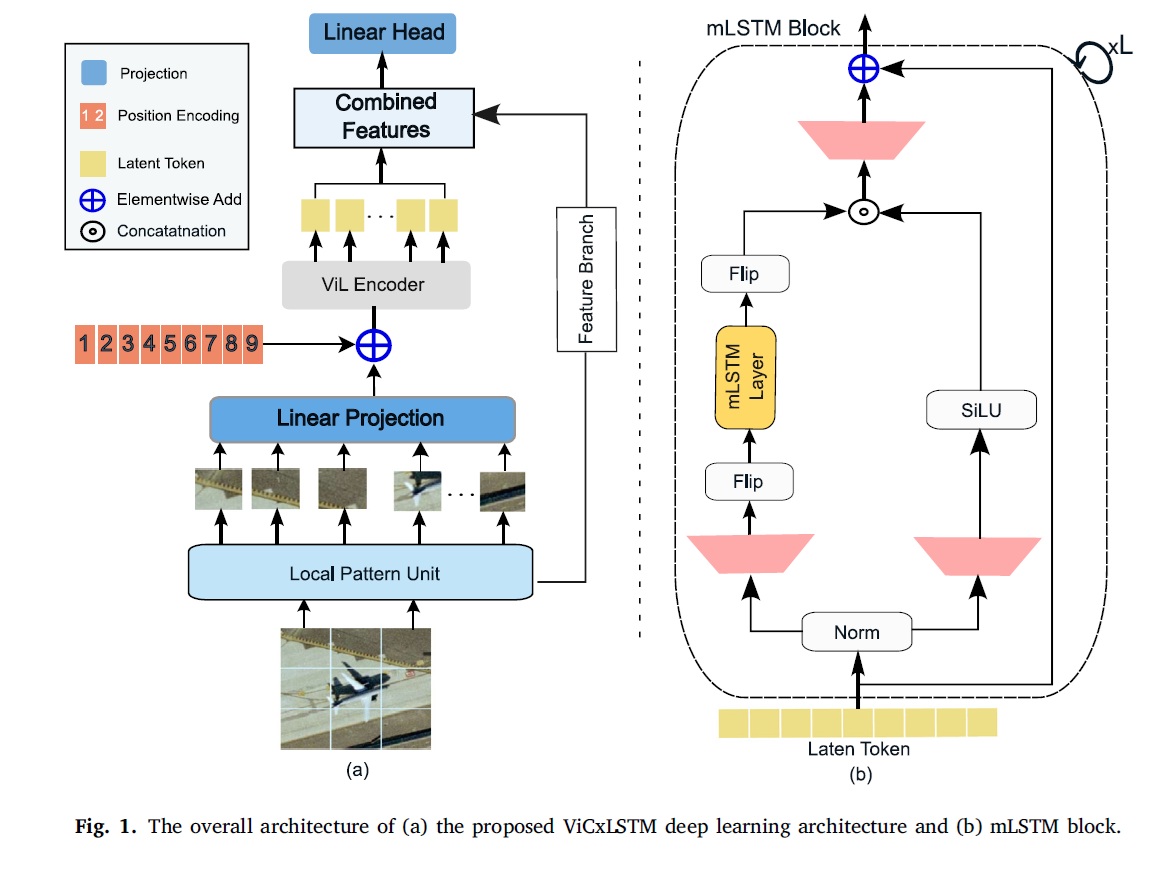 Linear Head
Combined
Features
Projection
1 2
Position Encoding
Latent Token
Elementwise Add
Concatatnation
ViL Encoder
Feature Branch
1 2 3 4 5 6 7 8 9
Linear Projection
Local Pattern Unit
(a)
mLSTM Block
xL
Flip
mLSTM
Layer
SiLU
Flip
Norm
Laten Token
(b)
Fig. 1. The overall architecture of (a) the proposed ViCxLSTM deep learning architecture and (b) mLSTM block.